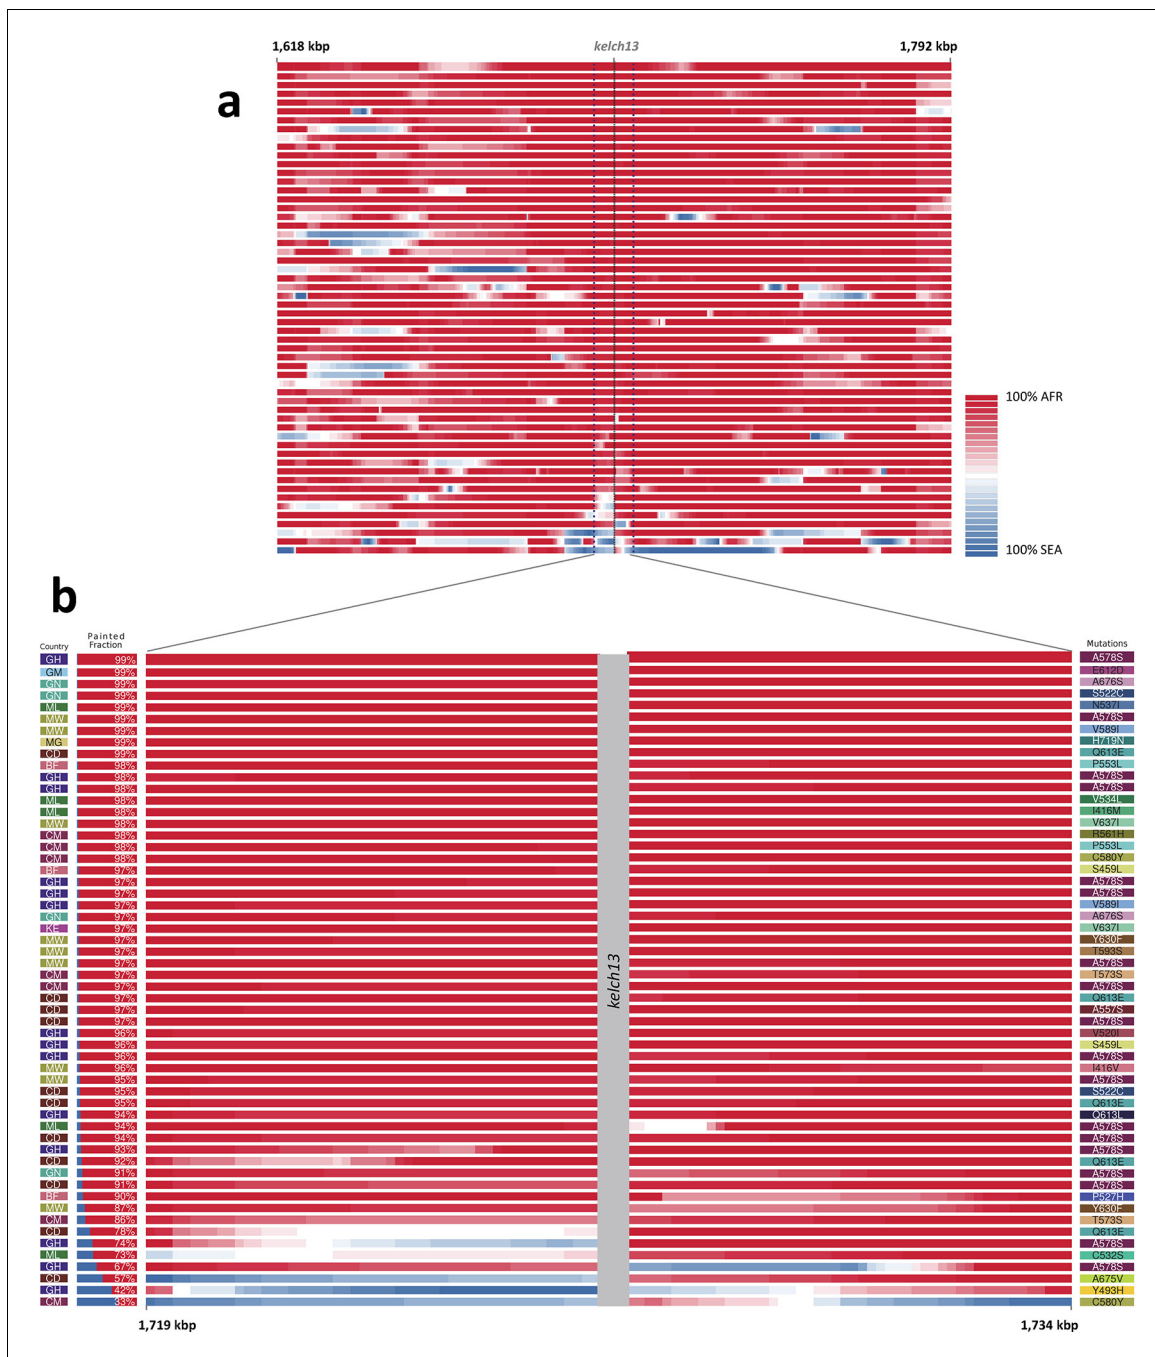 1,618 kbp kelch13 1,792 kbp
a
100% AFR
100% SEA
b
Country Painted Fraction Mutations
GH 99% A578S
GM 99% E612D
GN 99% A676S
GN 99% S522C
ML 99% N537I
MW 99% A578S
MW 99% V589I
MG 99% H719N
CD 99% Q613E
BF 98% P553L
GH 98% A578S
GH 98% A578S
ML 98% V534L
ML 98% I416M
MW 98% V637I
CM 98% R561H
CM 98% P553L
CM 98% C580Y
BF 97% S459L
GH 97% A578S
GH 97% A578S
GH 97% V589I
GN 97% A676S
KE 97% V637I
MW 97% Y630F
MW 97% T593S
MW 97% A578S
CM 97% T573S
CM 97% A578S
CD 97% Q613E
CD 97% A557S
CD 97% A578S
GH 96% V520I
GH 96% S459L
GH 96% A578S
MW 96% I416V
MW 95% A578S
CD 95% S522C
CD 95% Q613E
GH 94% Q613L
ML 94% A578S
CD 94% A578S
GH 93% A578S
CD 92% Q613E
GN 91% A578S
CD 91% A578S
BF 90% P527H
MW 87% Y630F
CM 86% T573S
CD 78% Q613E
GH 74% A578S
ML 73% C532S
GH 67% A578S
CD 57% A675V
GH 42% Y493H
CM 33% C580Y
kelch13
1,719 kbp 1,734 kbp